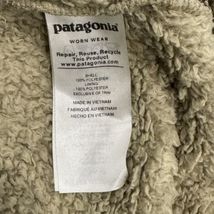 patagonia
WORN WEAR
Repair, Reuse, Recycle
This Product
www.patagonia.com
SHELL
100% POLYESTER
LINING
100% POLYESTER
EXCLUSIVE OF TRIM
MADE IN VIETNAM
FABRIQUÉ AU VIETNAM
HECHO EN VIETNAM